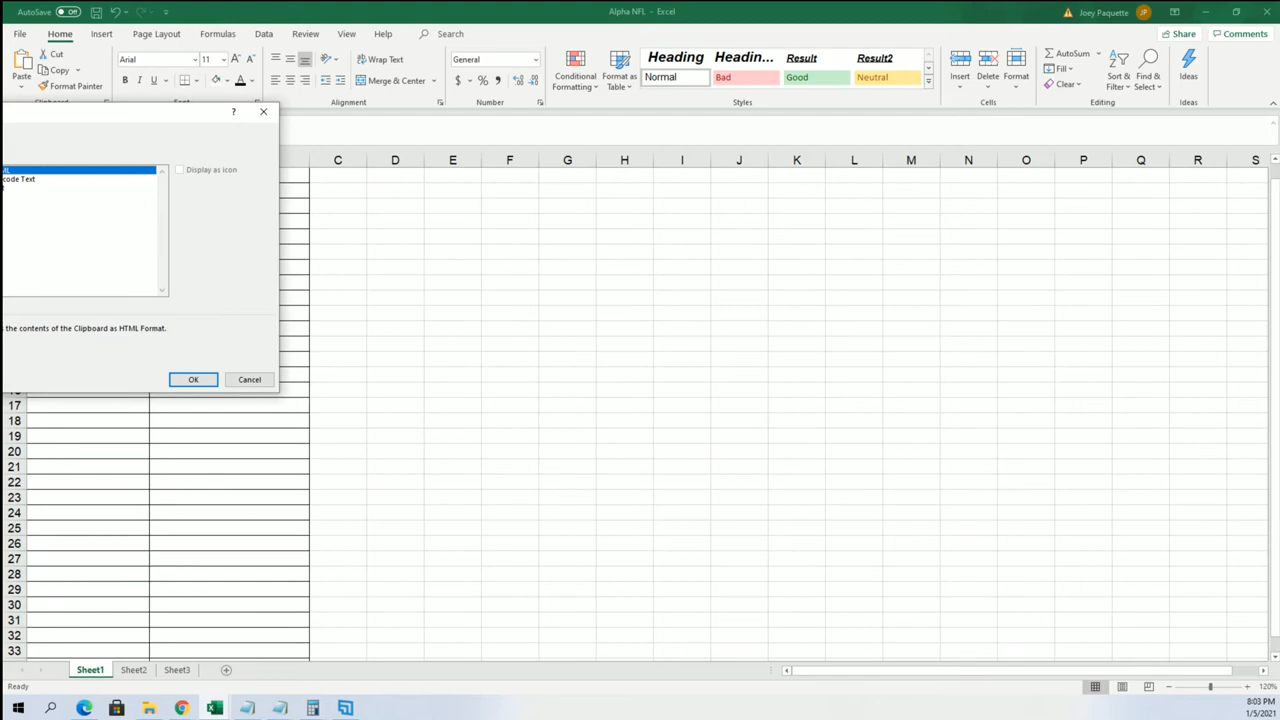 AutoSave Off Alpha NFL - Excel Joey Paquette JP
File Home Insert Page Layout Formulas Data Review View Help Search Share Comments
Paste Cut Copy Format Painter
Arial 11 A A
B I U A
Wrap Text
Merge & Center
General
$ % ,
Conditional Formatting
Format as Table
Heading Headin... Result Result2
Normal Bad Good Neutral
Insert Delete Format
AutoSum
Fill
Clear
Sort & Filter
Find & Select
Ideas
Alignment Number Styles Cells Editing Ideas
?
code Text
Display as icon
s the contents of the Clipboard as HTML Format.
OK Cancel
C D E F G H I J K L M N O P Q R S
17
18
19
20
21
22
23
24
25
26
27
28
29
30
31
32
33
Sheet1 Sheet2 Sheet3
Ready
120%
8:03 PM
1/5/2021